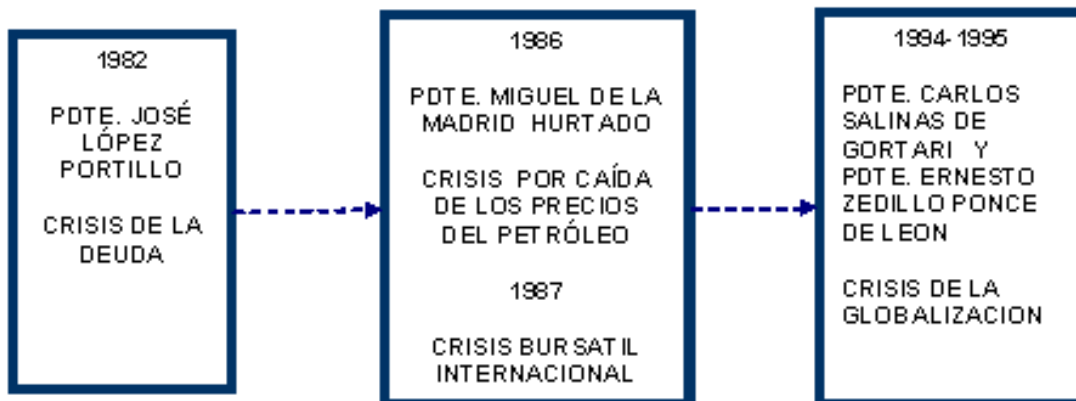 1982
PDTE. JOSÉ
LÓPEZ
PORTILLO
CRISIS DE LA
DEUDA
1986
PDTE. MIGUEL DE LA
MADRID HURTADO
CRISIS POR CAÍDA
DE LOS PRECIOS
DEL PETRÓLEO
1987
CRISIS BURSATIL
INTERNACIONAL
1994-1995
PDTE. CARLOS
SALINAS DE
GORTARI Y
PDTE. ERNESTO
ZEDILLO PONCE
DE LEON
CRISIS DE LA
GLOBALIZACION